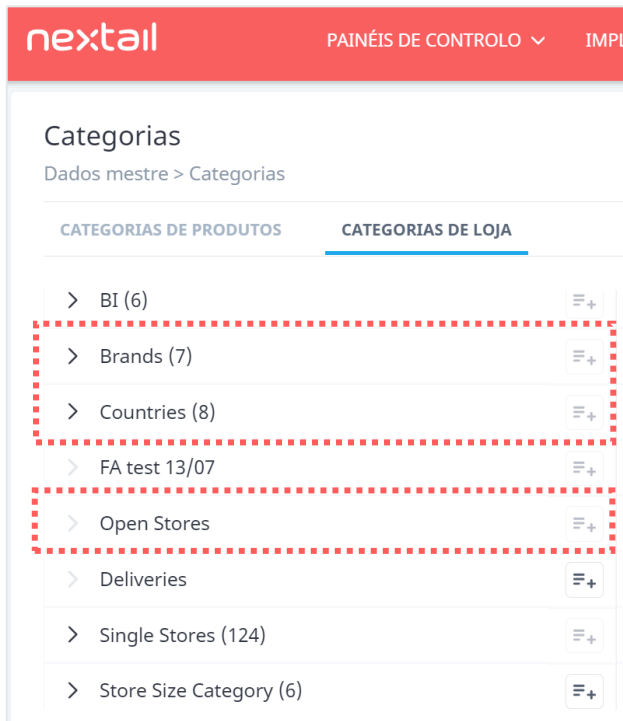 nextail
PAINÉIS DE CONTROLO
Categorias
Dados mestre > Categorias
CATEGORIAS DE PRODUTOS CATEGORIAS DE LOJA
BI (6)
Brands (7)
Countries (8)
FA test 13/07
Open Stores
Deliveries
Single Stores (124)
Store Size Category (6)